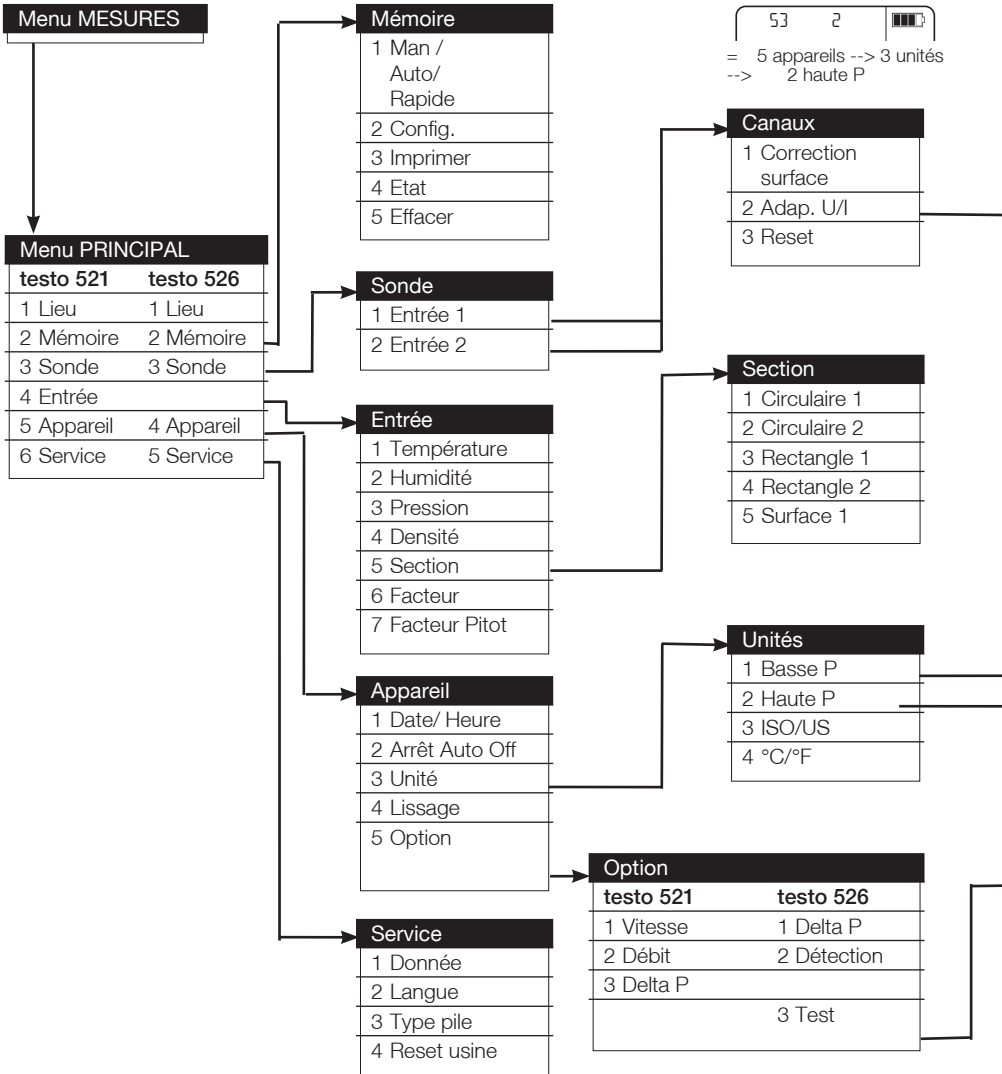 Menu MESURES
Menu PRINCIPAL
testo 521 testo 526
1 Lieu 1 Lieu
2 Mémoire 2 Mémoire
3 Sonde 3 Sonde
4 Entrée
5 Appareil 4 Appareil
6 Service 5 Service
Mémoire
1 Man /
Auto/
Rapide
2 Config.
3 Imprimer
4 Etat
5 Effacer
Sonde
1 Entrée 1
2 Entrée 2
Entrée
1 Température
2 Humidité
3 Pression
4 Densité
5 Section
6 Facteur
7 Facteur Pitot
Appareil
1 Date/ Heure
2 Arrêt Auto Off
3 Unité
4 Lissage
5 Option
Service
1 Donnée
2 Langue
3 Type pile
4 Reset usine
53 2
= 5 appareils --> 3 unités
--> 2 haute P
Canaux
1 Correction
surface
2 Adap. U/I
3 Reset
Section
1 Circulaire 1
2 Circulaire 2
3 Rectangle 1
4 Rectangle 2
5 Surface 1
Unités
1 Basse P
2 Haute P
3 ISO/US
4 °C/°F
Option
testo 521 testo 526
1 Vitesse 1 Delta P
2 Débit 2 Détection
3 Delta P
3 Test